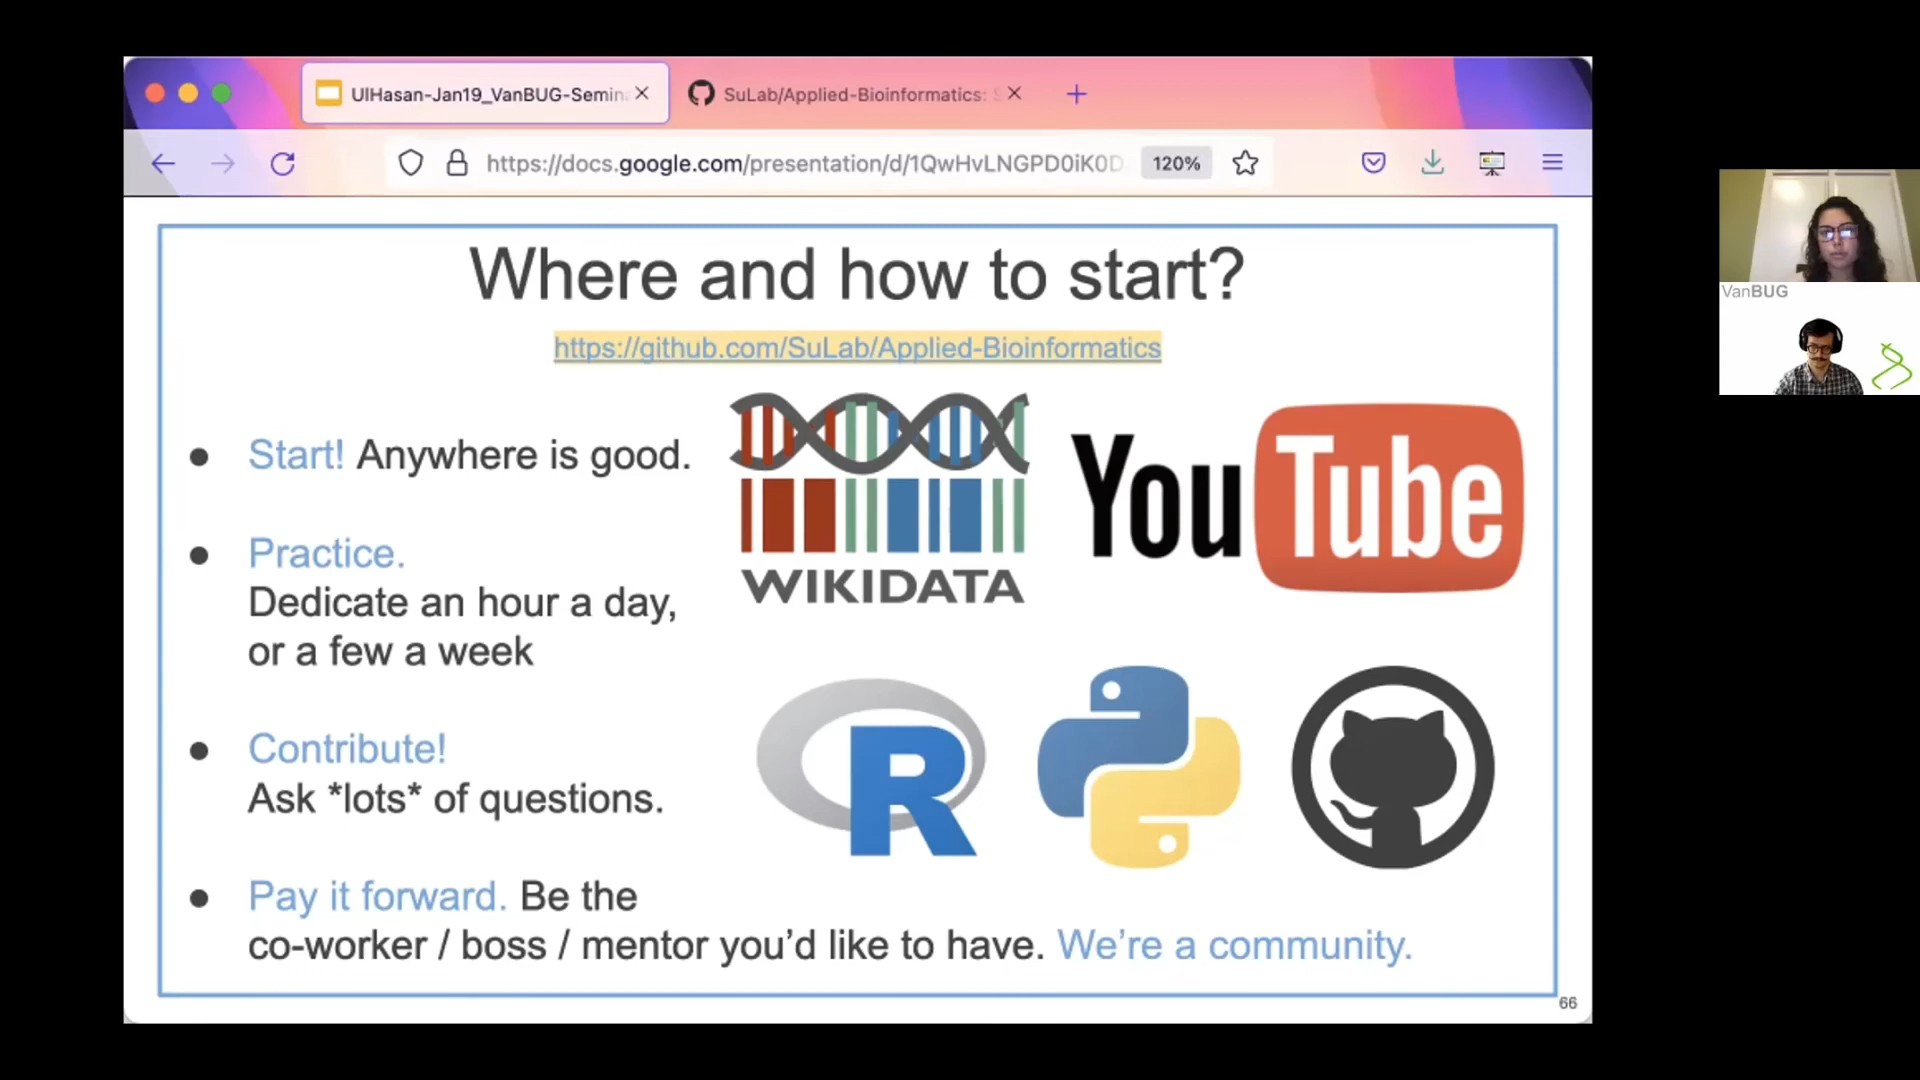 UlHasan-Jan19_VanBUG-Semin
SuLab/Applied-Bioinformatics:
https://docs.google.com/presentation/d/1QwHvLNGPD0iK0D
120%
Where and how to start?
https://github.com/SuLab/Applied-Bioinformatics
● Start! Anywhere is good.
● Practice.
Dedicate an hour a day,
or a few a week
● Contribute!
Ask *lots* of questions.
● Pay it forward. Be the
co-worker / boss / mentor you’d like to have. We’re a community.
WIKIDATA
YouTube
R
66
VanBUG